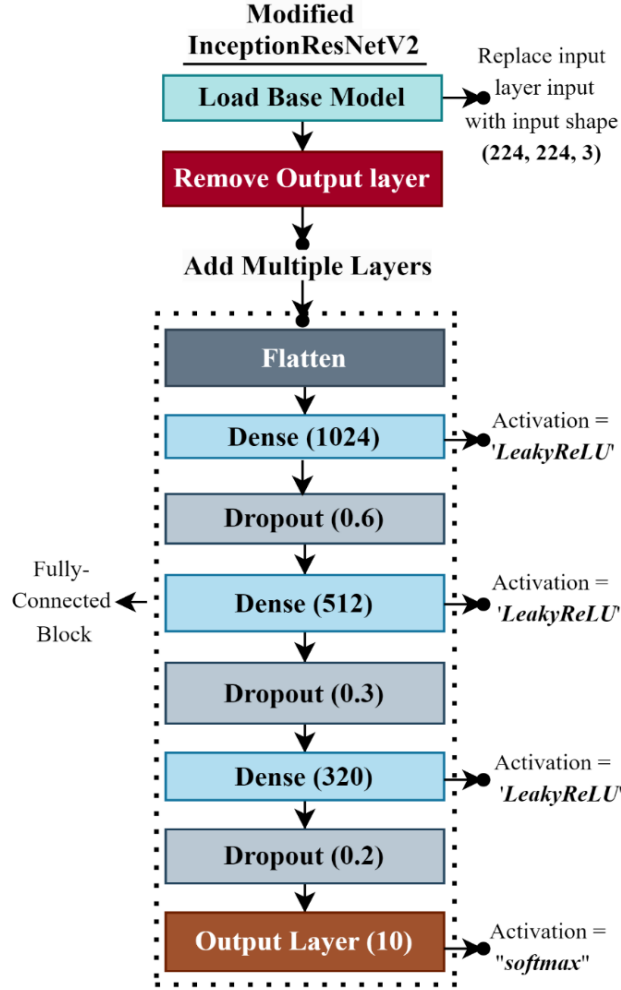 Modified
InceptionResNetV2
Load Base Model
Replace input
layer input
with input shape
(224, 224, 3)
Remove Output layer
Add Multiple Layers
Flatten
Dense (1024)
Activation =
'LeakyReLU'
Dropout (0.6)
Fully-
Connected
Block
Dense (512)
Activation =
'LeakyReLU'
Dropout (0.3)
Dense (320)
Activation =
'LeakyReLU'
Dropout (0.2)
Output Layer (10)
Activation =
"softmax"